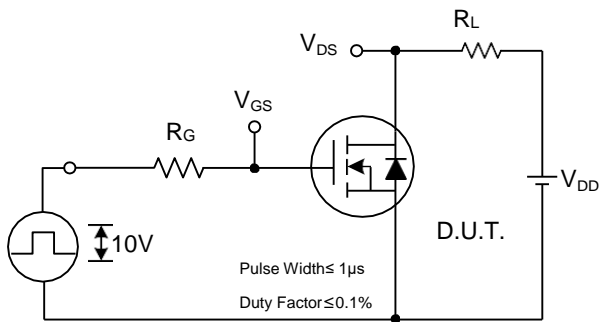 RL
VDS
VGS
RG
VDD
D.U.T.
10V
Pulse Width≤ 1μs
Duty Factor≤0.1%